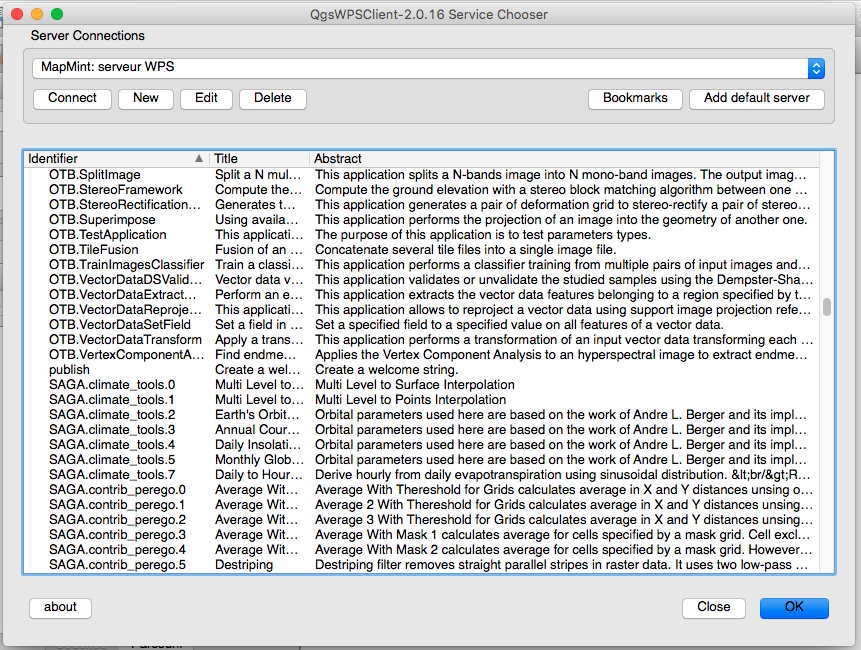 QgsWPSClient-2.0.16 Service Chooser
Server Connections
MapMint: serveur WPS
Connect New Edit Delete Bookmarks Add default server
Identifier Title Abstract
OTB.SplitImage Split a N mul... This application splits a N-bands image into N mono-band images. The output imag...
OTB.StereoFramework Compute the... Compute the ground elevation with a stereo block matching algorithm between one ...
OTB.StereoRectification... Generates t... This application generates a pair of deformation grid to stereo-rectify a pair of stereo...
OTB.Superimpose Using availa... This application performs the projection of an image into the geometry of another one.
OTB.TestApplication This applicati... The purpose of this application is to test parameters types.
OTB.TileFusion Fusion of an ... Concatenate several tile files into a single image file.
OTB.TrainImagesClassifier Train a classi... This application performs a classifier training from multiple pairs of input images and...
OTB.VectorDataDSValid... Vector data v... This application validates or unvalidate the studied samples using the Dempster-Sha...
OTB.VectorDataExtract... Perform an e... This application extracts the vector data features belonging to a region specified by t...
OTB.VectorDataReproje... This applicati... This application allows to reproject a vector data using support image projection refe...
OTB.VectorDataSetField Set a field in ... Set a specified field to a specified value on all features of a vector data.
OTB.VectorDataTransform Apply a trans... This application performs a transformation of an input vector data transforming each ...
OTB.VertexComponentA... Find endme... Applies the Vertex Component Analysis to an hyperspectral image to extract endme...
publish Create a wel... Create a welcome string.
SAGA.climate_tools.0 Multi Level to... Multi Level to Surface Interpolation
SAGA.climate_tools.1 Multi Level to... Multi Level to Points Interpolation
SAGA.climate_tools.2 Earth's Orbit... Orbital parameters used here are based on the work of Andre L. Berger and its impl...
SAGA.climate_tools.3 Annual Cour... Orbital parameters used here are based on the work of Andre L. Berger and its impl...
SAGA.climate_tools.4 Daily Insolati... Orbital parameters used here are based on the work of Andre L. Berger and its impl...
SAGA.climate_tools.5 Monthly Glob... Orbital parameters used here are based on the work of Andre L. Berger and its impl...
SAGA.climate_tools.7 Daily to Hour... Derive hourly from daily evapotranspiration using sinusoidal distribution. &lt;br/&gt;R...
SAGA.contrib_perego.0 Average Wit... Average With Thereshold for Grids calculates average in X and Y distances unsing o...
SAGA.contrib_perego.1 Average Wit... Average 2 With Thereshold for Grids calculates average in X and Y distances unsing...
SAGA.contrib_perego.2 Average Wit... Average 3 With Thereshold for Grids calculates average in X and Y distances unsing...
SAGA.contrib_perego.3 Average Wit... Average With Mask 1 calculates average for cells specified by a mask grid. Cell excl...
SAGA.contrib_perego.4 Average Wit... Average With Mask 2 calculates average for cells specified by a mask grid. However...
SAGA.contrib_perego.5 Destriping Destriping filter removes straight parallel stripes in raster data. It uses two low-pass ...
about Close OK